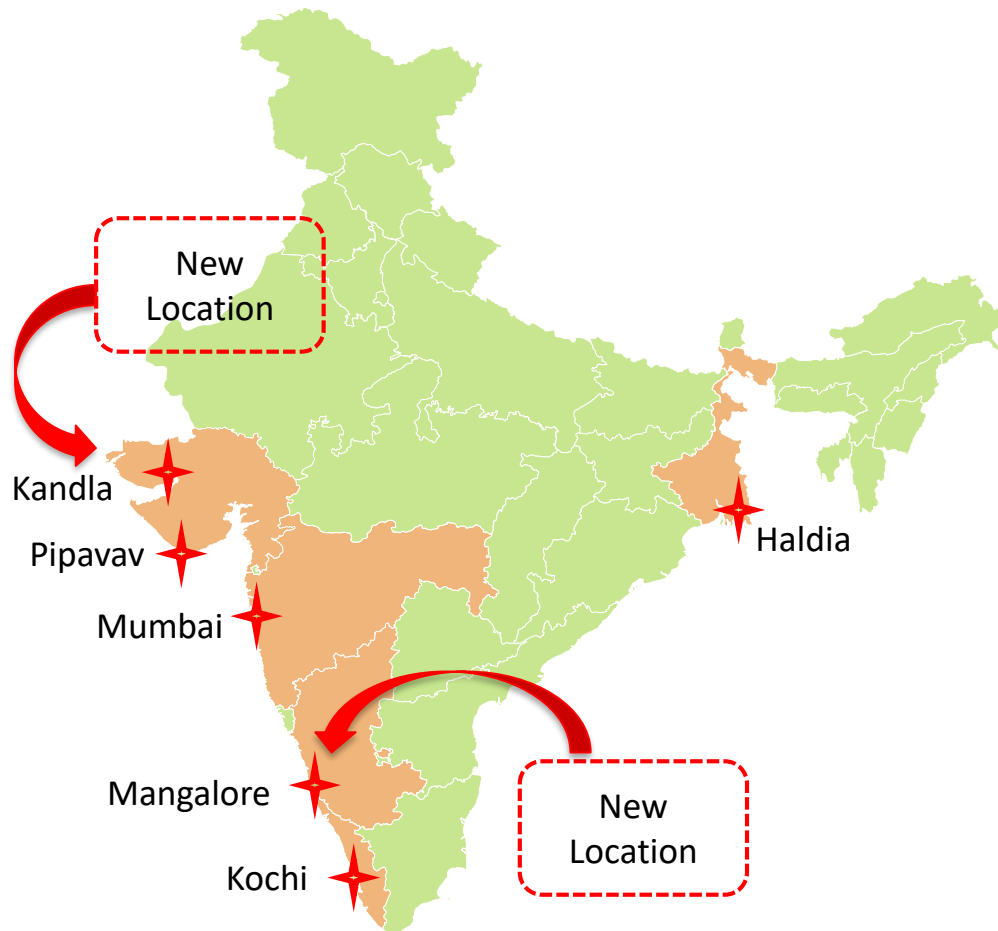 New
Location
Kandla
Pipavav
Haldia
Mumbai
Mangalore
New
Location
Kochi